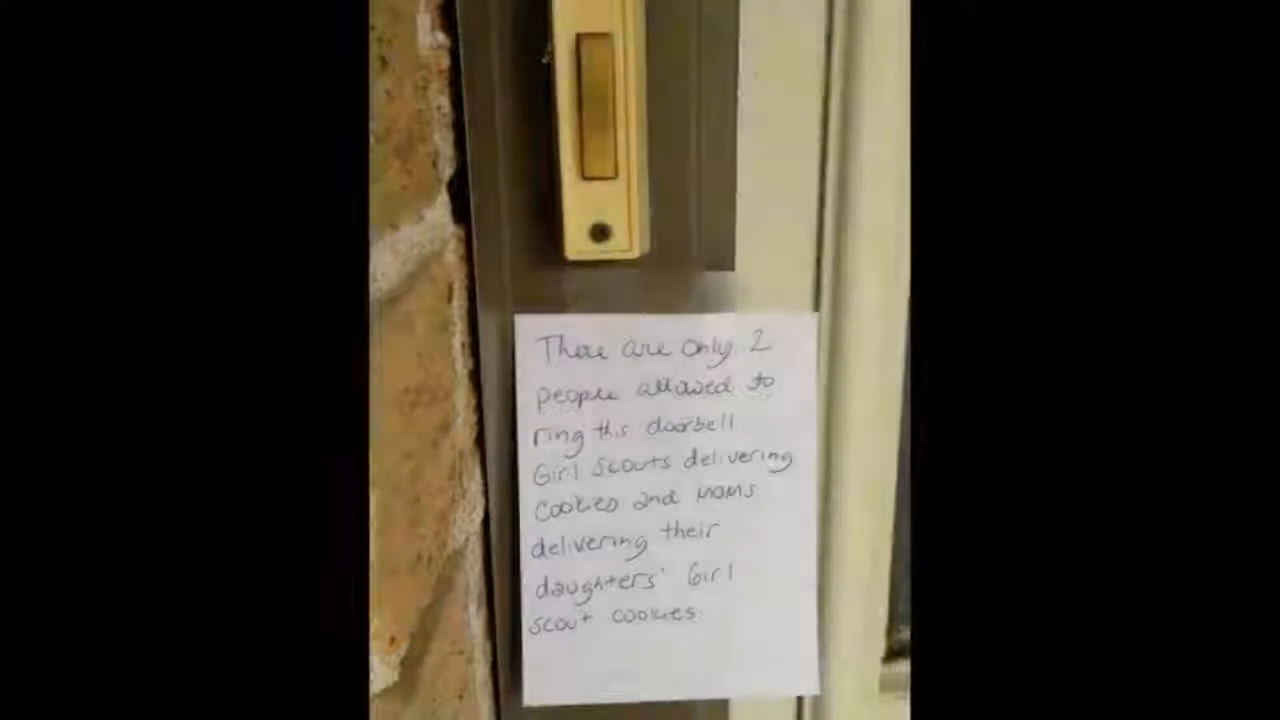 There are only 2
people allowed to
ring this doorbell
Girl Scouts delivering
cookies and moms
delivering their
daughters' Girl
scout cookies